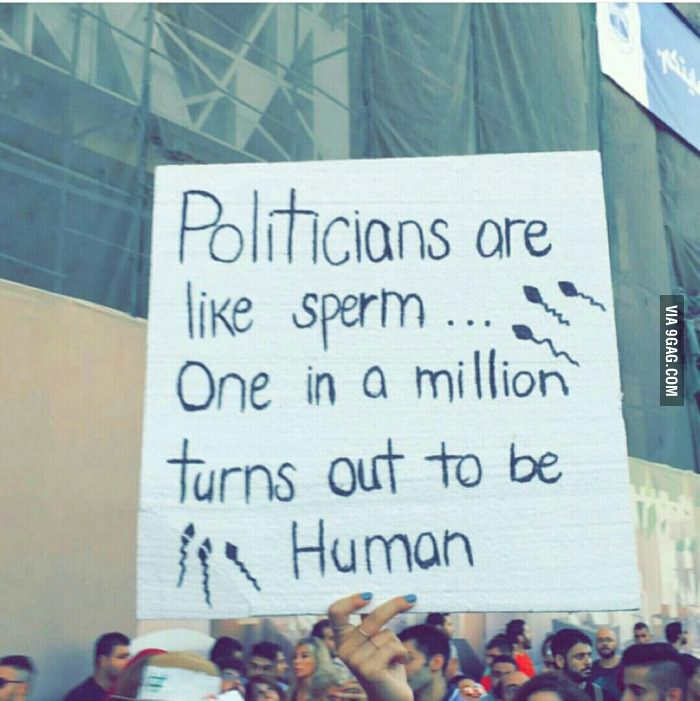 Politicians are
like sperm ...
One in a million
turns out to be
Human
VIA 9GAG.COM